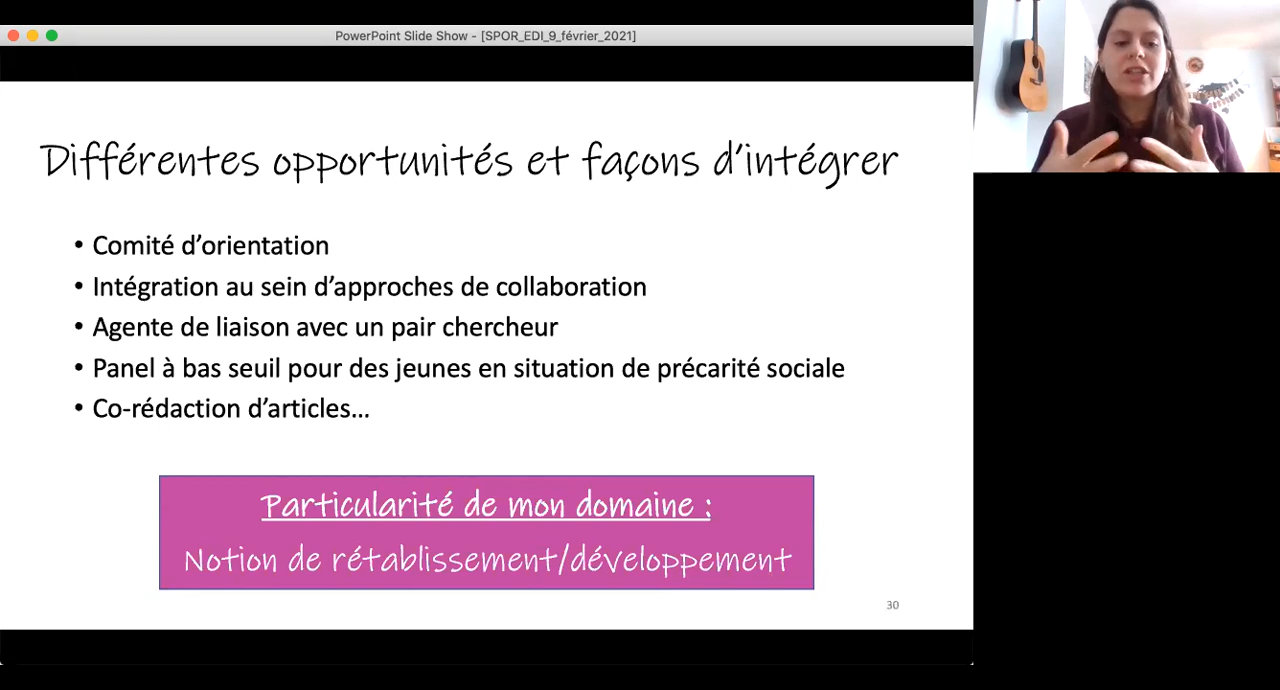 PowerPoint Slide Show - [SPOR_EDI_9_février_2021]
Différentes opportunités et façons d'intégrer
• Comité d'orientation
• Intégration au sein d'approches de collaboration
• Agente de liaison avec un pair chercheur
• Panel à bas seuil pour des jeunes en situation de précarité sociale
• Co-rédaction d'articles...
Particularité de mon domaine :
Notion de rétablissement/développement
30